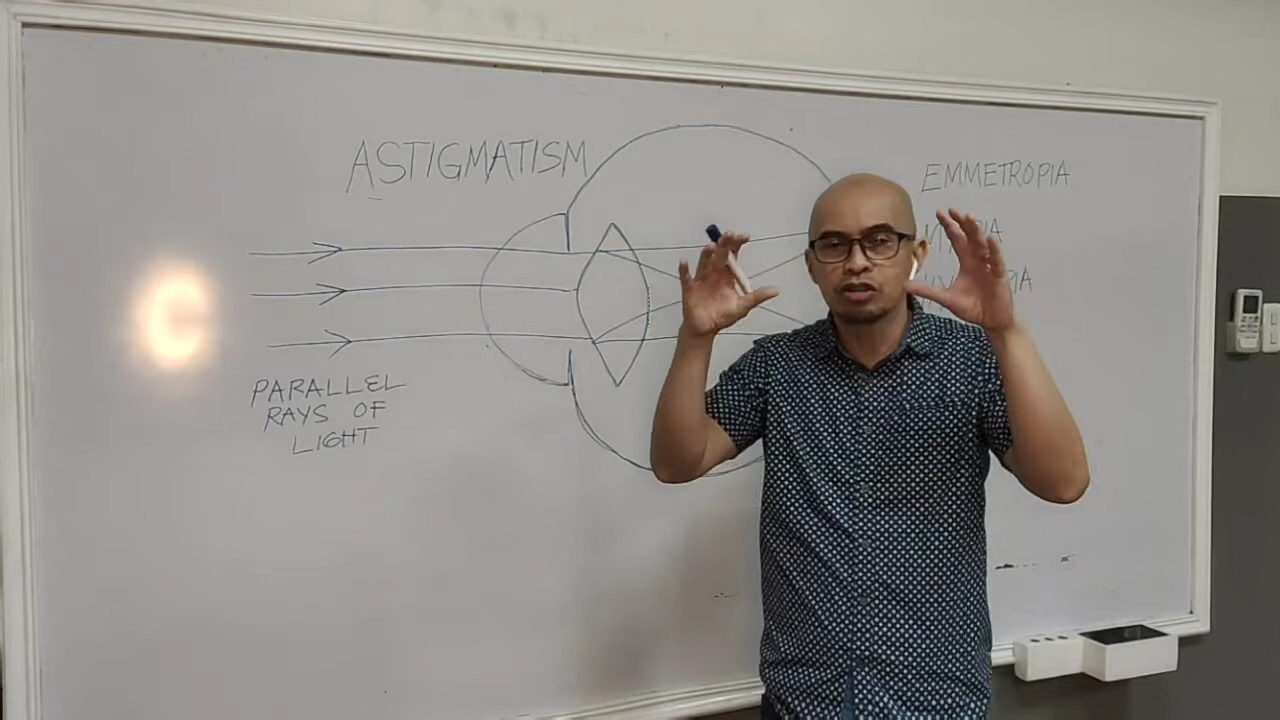 ASTIGMATISM
EMMETROPIA
PARALLEL
RAYS OF
LIGHT